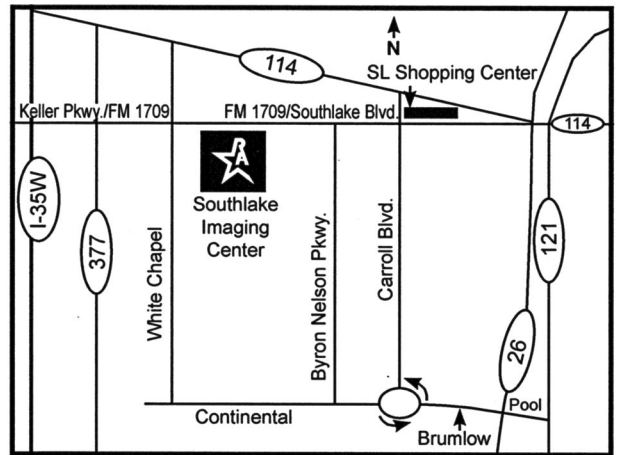 N
114
SL Shopping Center
Keller Pkwy./FM 1709
FM 1709/Southlake Blvd.
114
RA
Southlake
Imaging
Center
I-35W
377
White Chapel
Byron Nelson Pkwy.
Carroll Blvd.
121
26
Continental
Pool
Brumlow